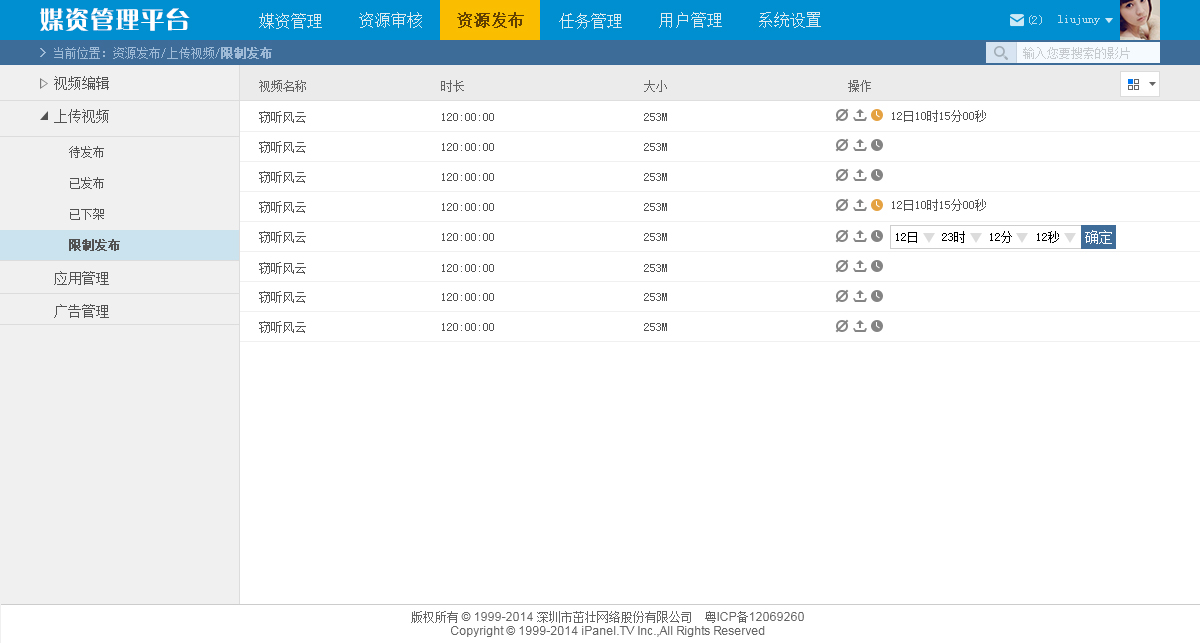 媒资管理平台 媒资管理 资源审核 资源发布 任务管理 用户管理 系统设置 (2) liujuny
当前位置：资源发布/上传视频/限制发布 输入您要搜索的影片
视频编辑
上传视频
待发布
已发布
已下架
限制发布
应用管理
广告管理
视频名称 时长 大小 操作
窃听风云 120:00:00 253M 12日10时15分00秒
窃听风云 120:00:00 253M
窃听风云 120:00:00 253M
窃听风云 120:00:00 253M 12日10时15分00秒
窃听风云 120:00:00 253M 12日 23时 12分 12秒 确定
窃听风云 120:00:00 253M
窃听风云 120:00:00 253M
窃听风云 120:00:00 253M
版权所有 © 1999-2014 深圳市茁壮网络股份有限公司 粤ICP备12069260
Copyright © 1999-2014 iPanel.TV Inc.,All Rights Reserved